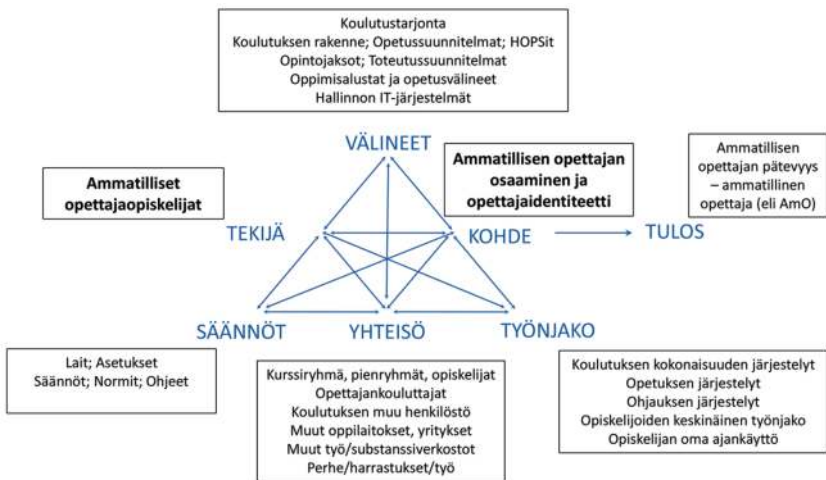 Koulutustarjonta
Koulutuksen rakenne; Opetussuunnitelmat; HOPSit
Opintojaksot; Toteutussuunnitelmat
Oppimisalustat ja opetusvälineet
Hallinnon IT-järjestelmät
VÄLINEET
Ammatilliset
opettajaopiskelijat
Ammatillisen opettajan
osaaminen ja
opettajaidentiteetti
Ammatillisen
opettajan pätevyys
– ammatillinen
opettaja (eli AmO)
TEKIJÄ
KOHDE
TULOS
SÄÄNNÖT
YHTEISÖ
TYÖNJAKO
Lait; Asetukset
Säännöt; Normit; Ohjeet
Kurssiryhmä, pienryhmät, opiskelijat
Opettajankouluttajat
Koulutuksen muu henkilöstö
Muut oppilaitokset, yritykset
Muut työ/substanssiverkostot
Perhe/harrastukset/työ
Koulutuksen kokonaisuuden järjestelyt
Opetuksen järjestelyt
Ohjauksen järjestelyt
Opiskelijoiden keskinäinen työnjako
Opiskelijan oma ajankäyttö